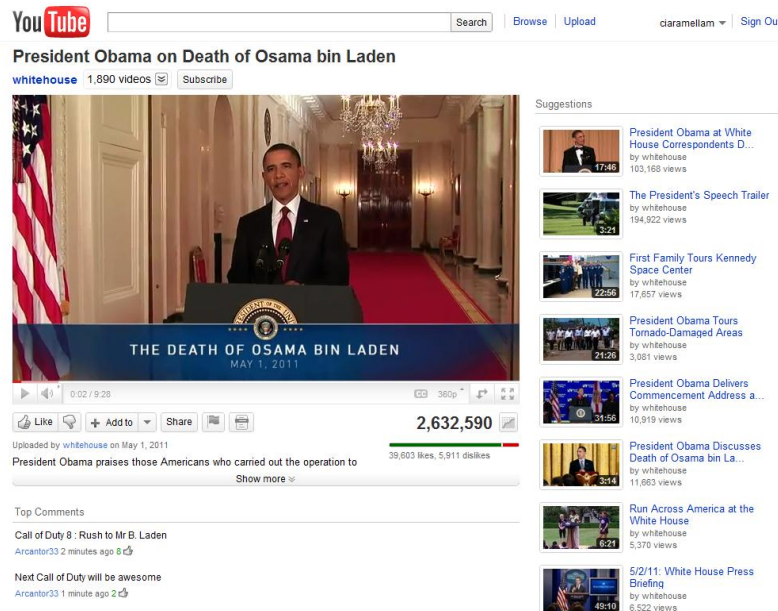 YouTube
Search
Browse
Upload
ciaramellam
Sign Ou
President Obama on Death of Osama bin Laden
whitehouse 1,890 videos
Subscribe
THE DEATH OF OSAMA BIN LADEN
MAY 1, 2011
0:02 / 9:28
CC
360p
Like
+ Add to
Share
2,632,590
Uploaded by whitehouse on May 1, 2011
39,603 likes, 5,911 dislikes
President Obama praises those Americans who carried out the operation to
Show more
Top Comments
Call of Duty 8 : Rush to Mr B. Laden
Arcantor33 2 minutes ago 8
Next Call of Duty will be awesome
Arcantor33 1 minute ago 2
Suggestions
17:46
President Obama at White
House Correspondents D...
by whitehouse
103,168 views
3:21
The President's Speech Trailer
by whitehouse
194,922 views
22:56
First Family Tours Kennedy
Space Center
by whitehouse
17,657 views
21:26
President Obama Tours
Tornado-Damaged Areas
by whitehouse
3,081 views
31:56
President Obama Delivers
Commencement Address a...
by whitehouse
10,919 views
3:14
President Obama Discusses
Death of Osama bin La...
by whitehouse
11,663 views
6:21
Run Across America at the
White House
by whitehouse
5,370 views
49:10
5/2/11: White House Press
Briefing
by whitehouse
6,522 views